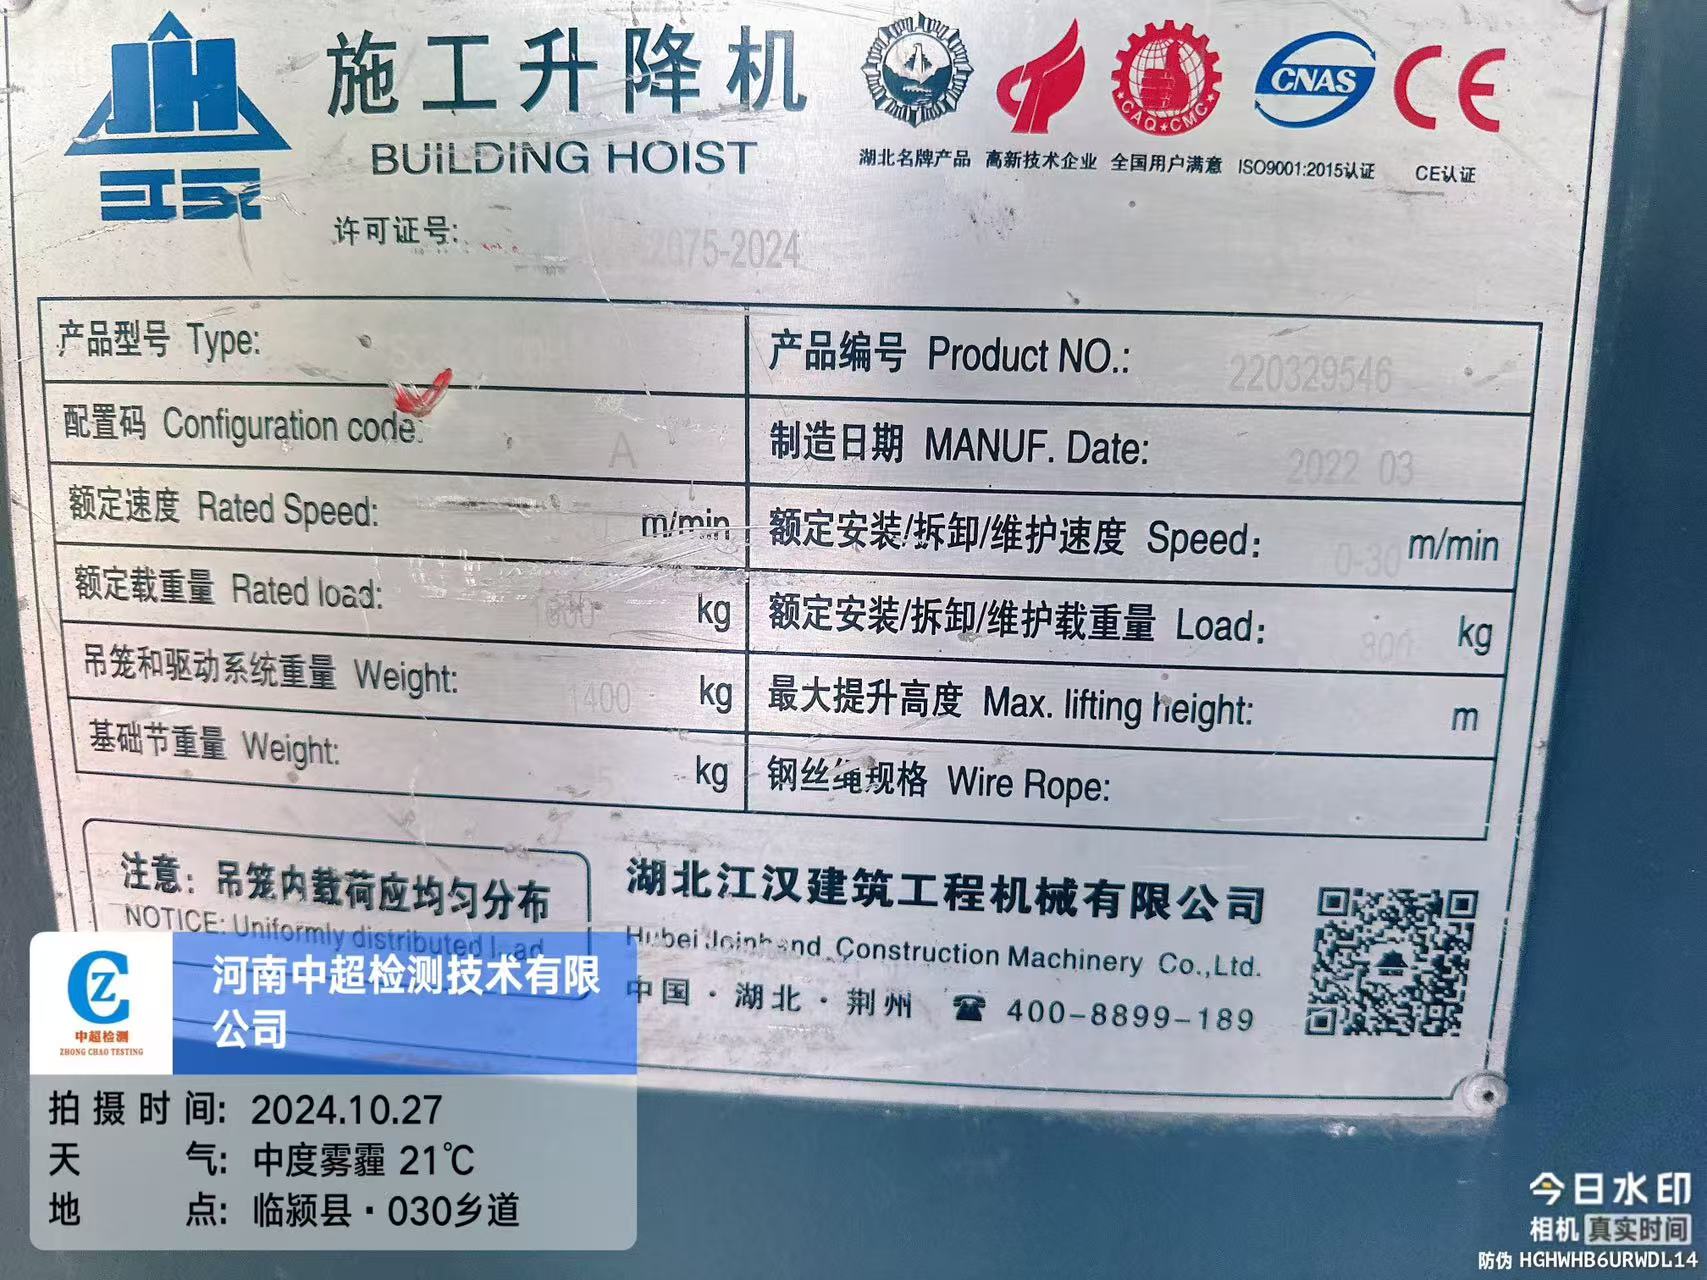 JH
江汉
施工升降机
BUILDING HOIST
CAQ★CMC
CNAS
CE
湖北名牌产品 高新技术企业 全国用户满意 ISO9001:2015认证 CE认证
许可证号: 2075-2024
产品型号 Type:
产品编号 Product NO.: 220329546
配置码 Configuration code: A
制造日期 MANUF. Date: 2022 03
额定速度 Rated Speed: m/min
额定安装/拆卸/维护速度 Speed: 0-30 m/min
额定载重量 Rated load: kg
额定安装/拆卸/维护载重量 Load: kg
吊笼和驱动系统重量 Weight: 1400 kg
最大提升高度 Max. lifting height: m
基础节重量 Weight: kg
钢丝绳规格 Wire Rope:
注意: 吊笼内载荷应均匀分布
NOTICE: Uniformly distributed
湖北江汉建筑工程机械有限公司
Hubei Joinhand Construction Machinery Co.,Ltd.
中国·湖北·荆州 ☎ 400-8899-189
中超检测
ZHONG CHAO TESTING
河南中超检测技术有限
公司
拍摄时间: 2024.10.27
天气: 中度雾霾 21℃
地点: 临颍县·030乡道
今日水印
相机 真实时间
防伪 HGHWHB6URWDL14